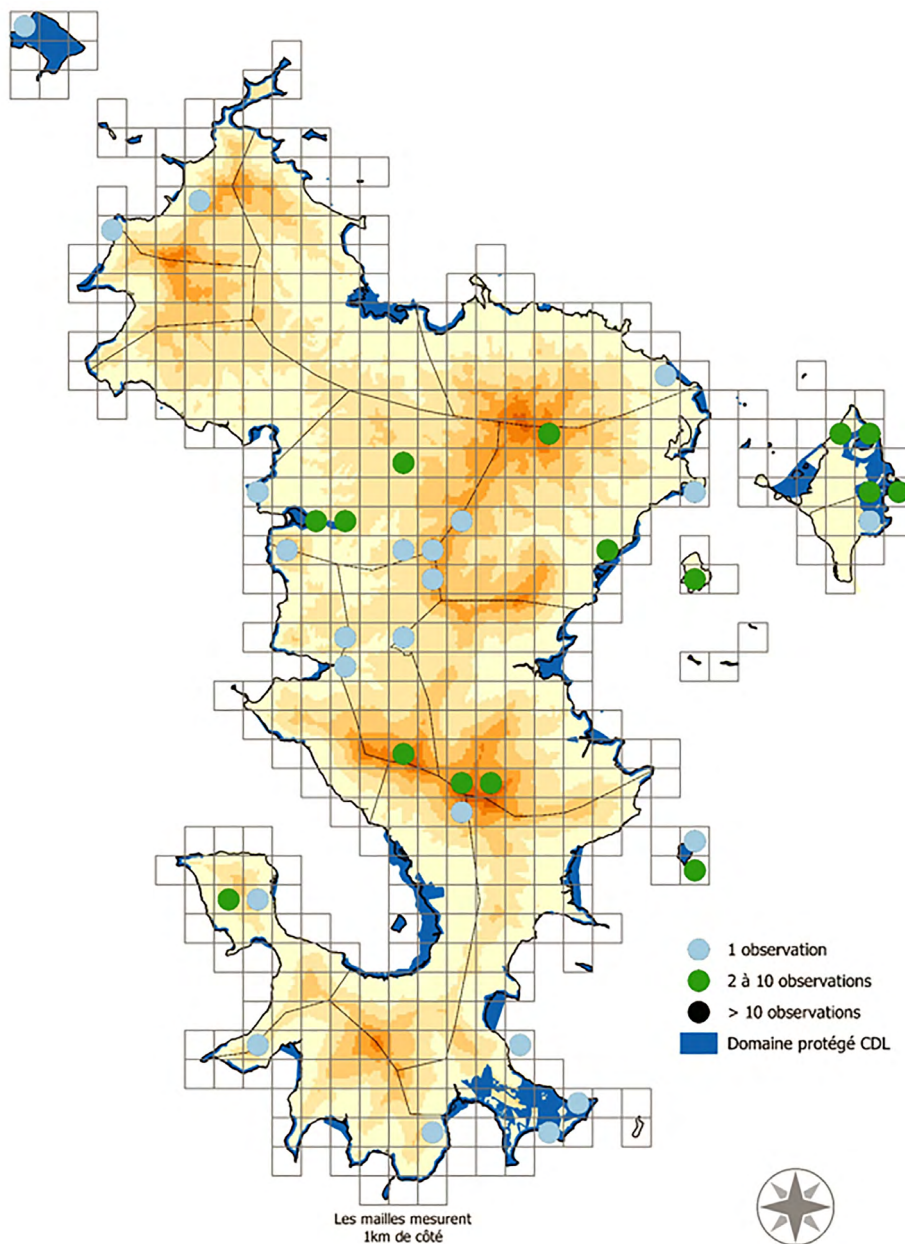 1 observation
2 à 10 observations
> 10 observations
Domaine protégé CDL
Les mailles mesurent
1km de côté